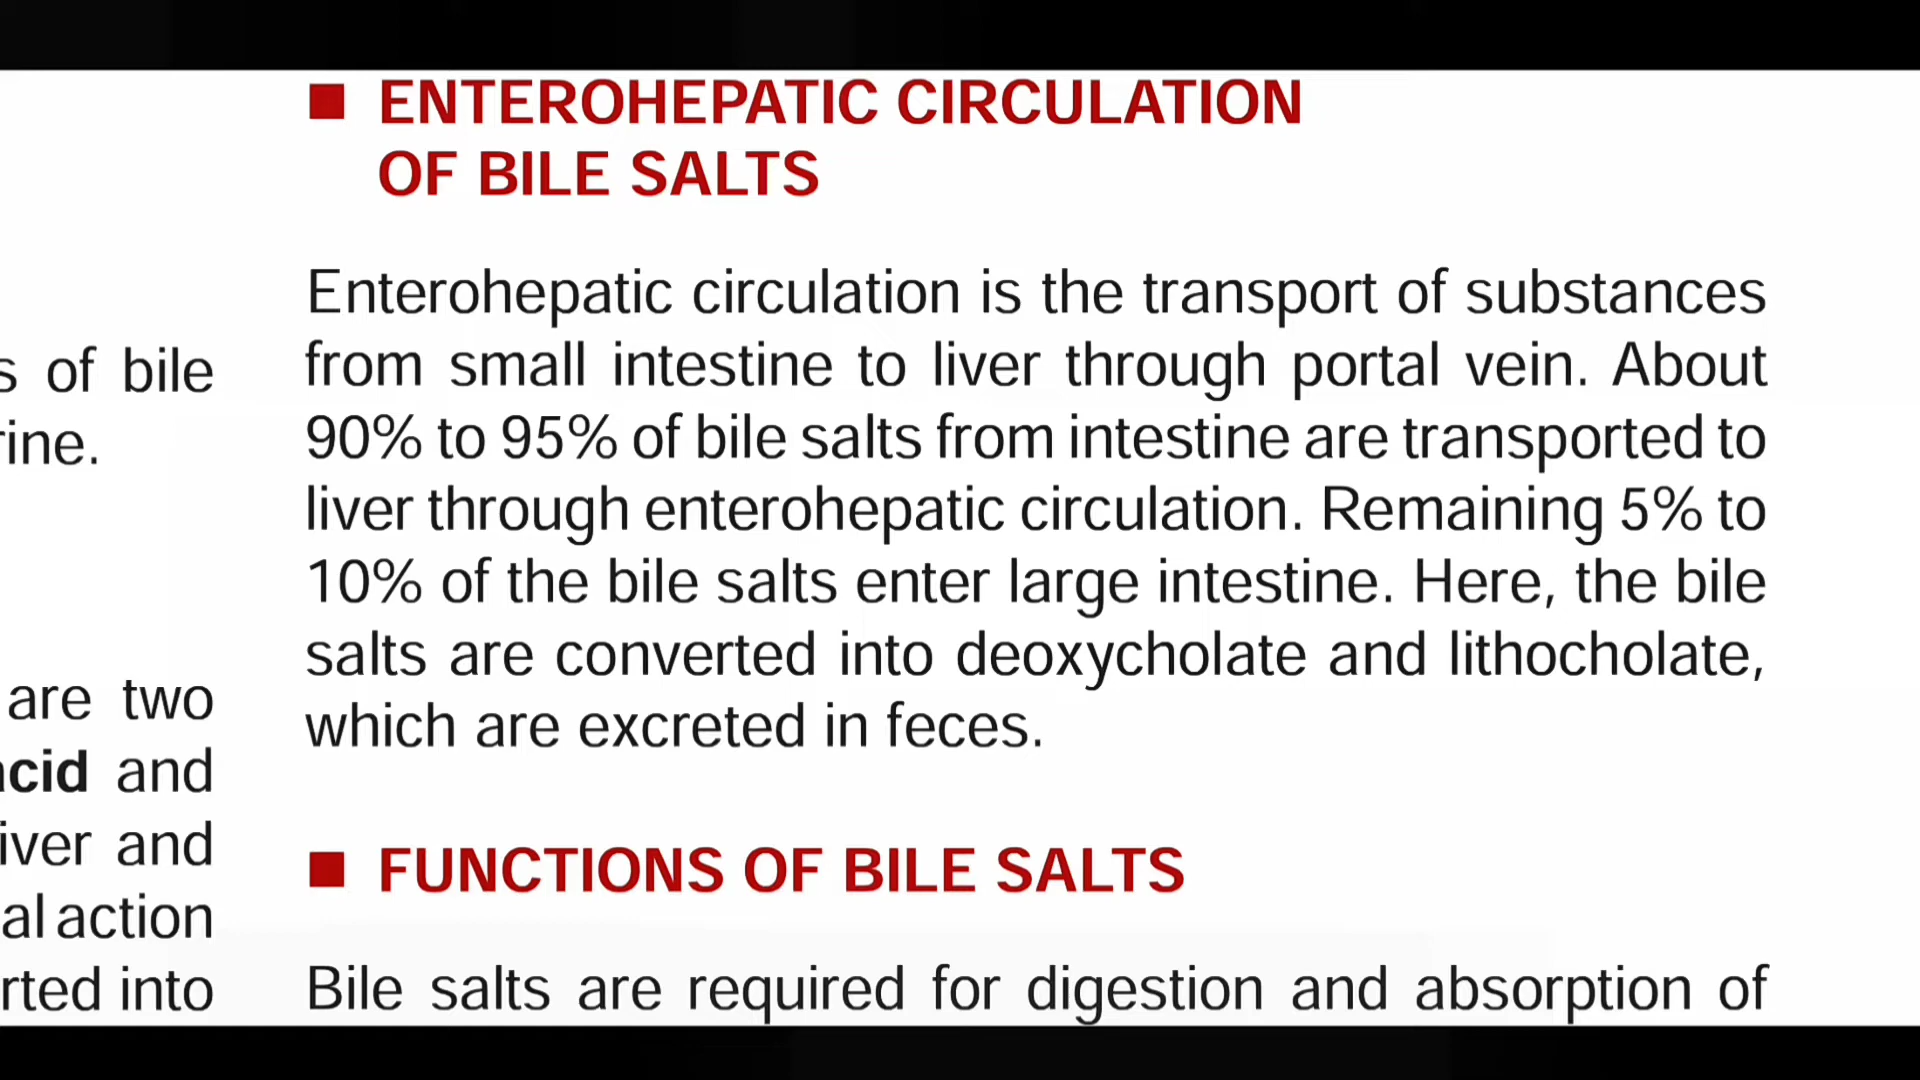 s of bile
rine.
are two
acid and
iver and
al action
rted into
■ ENTEROHEPATIC CIRCULATION
OF BILE SALTS
Enterohepatic circulation is the transport of substances
from small intestine to liver through portal vein. About
90% to 95% of bile salts from intestine are transported to
liver through enterohepatic circulation. Remaining 5% to
10% of the bile salts enter large intestine. Here, the bile
salts are converted into deoxycholate and lithocholate,
which are excreted in feces.
■ FUNCTIONS OF BILE SALTS
Bile salts are required for digestion and absorption of